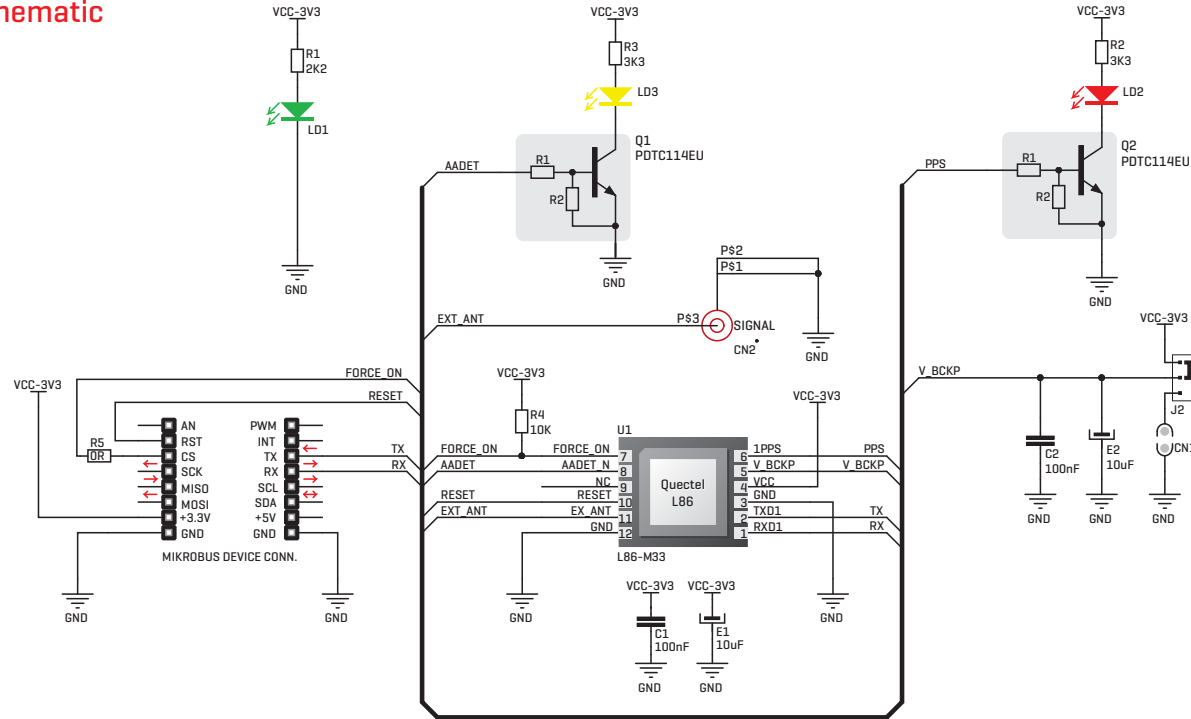 hematic
VCC-3V3
R1
2K2
LD1
GND
VCC-3V3
R3
3K3
LD3
Q1
PDTC114EU
AADET
R1
R2
GND
VCC-3V3
R2
3K3
LD2
Q2
PDTC114EU
PPS
R1
R2
GND
P$2
P$1
EXT_ANT
P$3
SIGNAL
CN2
GND
VCC-3V3
V_BCKP
J2
C2
100nF
E2
10uF
CN1
GND
GND
GND
VCC-3V3
FORCE_ON
RESET
R5
0R
AN
RST
CS
SCK
MISO
MOSI
+3.3V
GND
PWM
INT
TX
RX
SCL
SDA
+5V
GND
TX
RX
MIKROBUS DEVICE CONN.
GND
GND
VCC-3V3
R4
10K
FORCE_ON
AADET
RESET
EXT_ANT
FORCE_ON
AADET_N
NC
RESET
EX_ANT
GND
U1
7
8
9
10
11
12
Quectel
L86
6
5
4
3
2
1
L86-M33
1PPS
V_BCKP
VCC
GND
TXD1
RXD1
VCC-3V3
PPS
V_BCKP
TX
RX
GND
GND
VCC-3V3
C1
100nF
GND
VCC-3V3
E1
10uF
GND